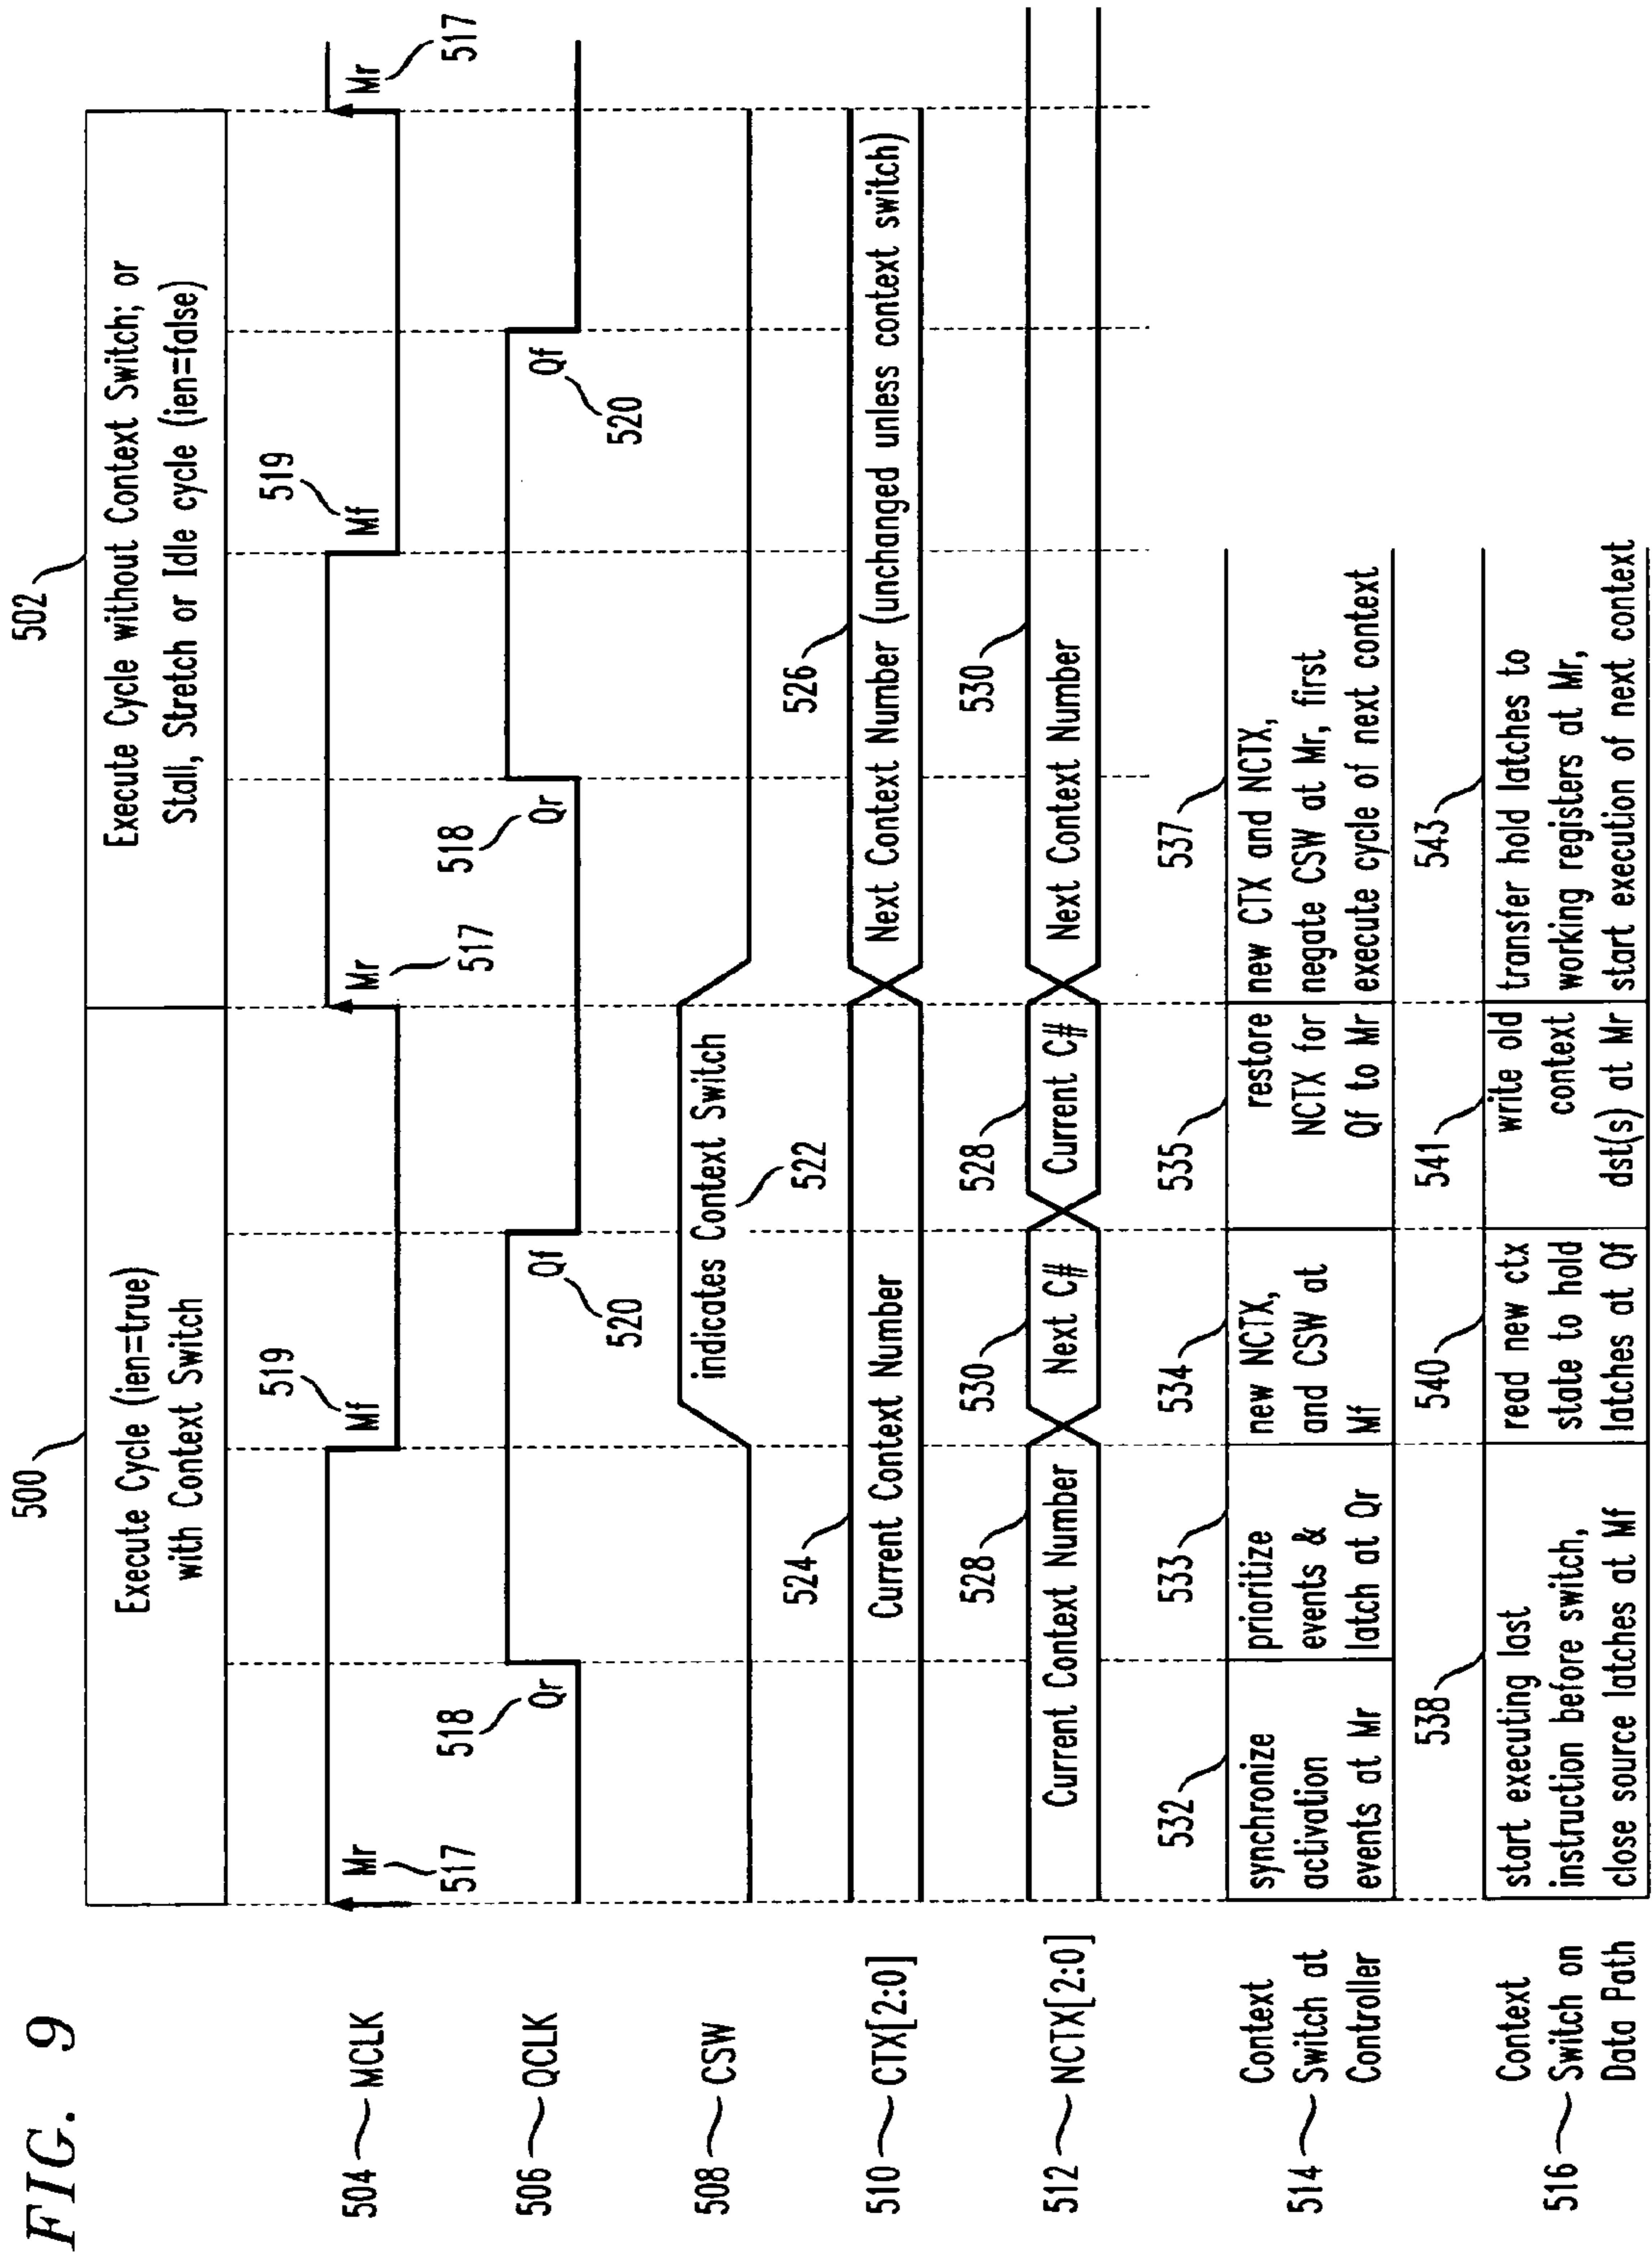 FIG. 9
500
502
Execute Cycle (ien=true)
with Context Switch
Execute Cycle without Context Switch; or
Stall, Stretch or Idle cycle (ien=false)
504 MCLK
Mr
517
Mf
519
Mr
517
Mf
519
Mr
517
506 QCLK
518
Qr
Qf
520
518
Qr
Qf
520
508 CSW
indicates Context Switch
522
510 CTX[2:0]
524
Current Context Number
526
Next Context Number (unchanged unless context switch)
512 NCTX[2:0]
528
Current Context Number
530
Next C#
528
Current C#
530
Next Context Number
514
Context
Switch at
Controller
532
synchronize
activation
events at Mr
533
prioritize
events &
latch at Qr
534
new NCTX,
and CSW at
Mf
535
restore
NCTX for
Qf to Mr
537
new CTX and NCTX,
negate CSW at Mr, first
execute cycle of next context
516
Context
Switch on
Data Path
538
start executing last
instruction before switch,
close source latches at Mf
540
read new ctx
state to hold
latches at Qf
541
write old
context
dst(s) at Mr
543
transfer hold latches to
working registers at Mr,
start execution of next context